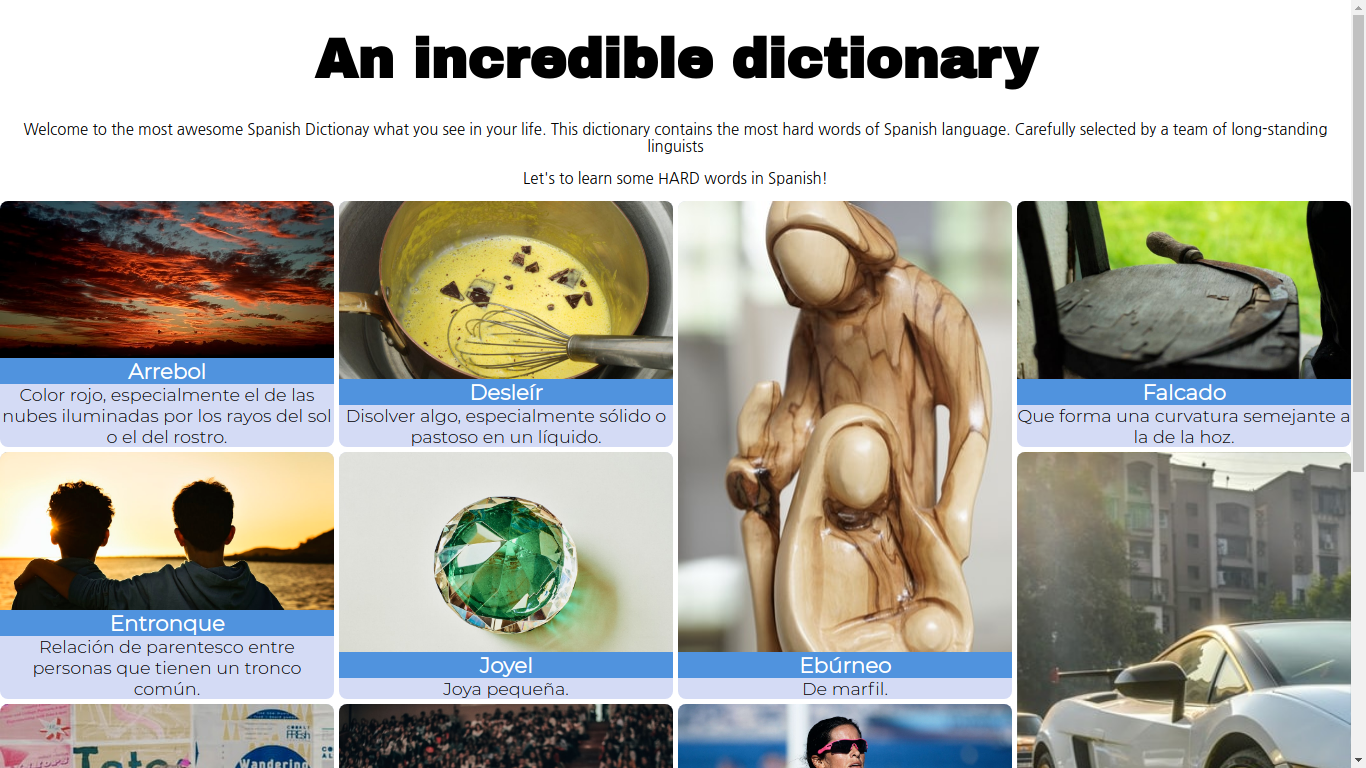 An incredible dictionary
Welcome to the most awesome Spanish Dictionay what you see in your life. This dictionary contains the most hard words of Spanish language. Carefully selected by a team of long-standing
linguists
Let's to learn some HARD words in Spanish!
Arrebol
Color rojo, especialmente el de las
nubes iluminadas por los rayos del sol
o el del rostro.
Desleír
Disolver algo, especialmente sólido o
pastoso en un líquido.
Falcado
Que forma una curvatura semejante a
la de la hoz.
Entronque
Relación de parentesco entre
personas que tienen un tronco
común.
Joyel
Joya pequeña.
Ebúrneo
De marfil.
Wandering